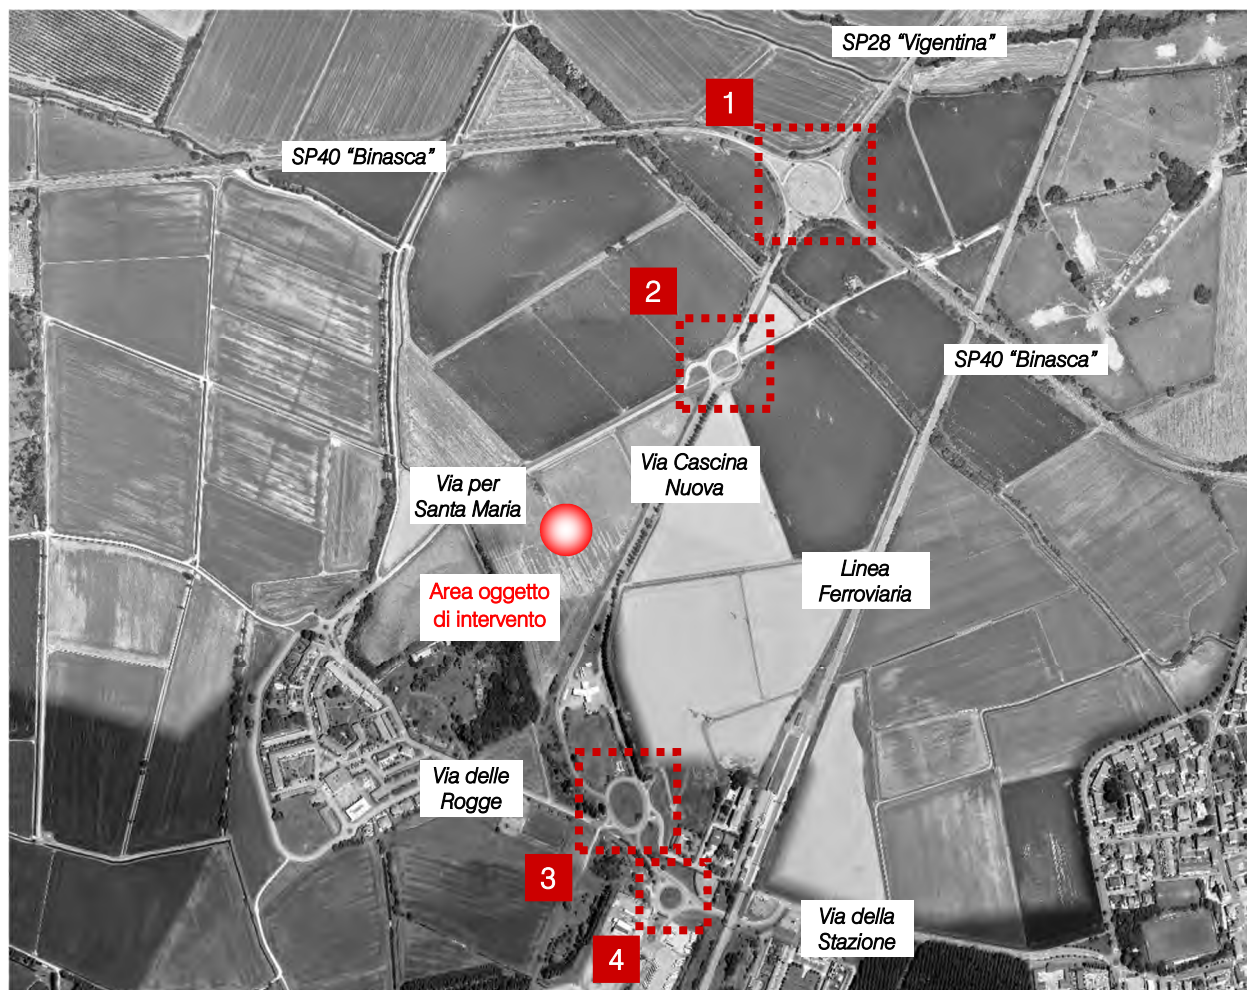 SP28 “Vigentina”
1
SP40 “Binasca”
2
SP40 “Binasca”
Via Cascina
Nuova
Via per
Santa Maria
Linea
Ferroviaria
Area oggetto
di intervento
Via delle
Rogge
3
Via della
Stazione
4